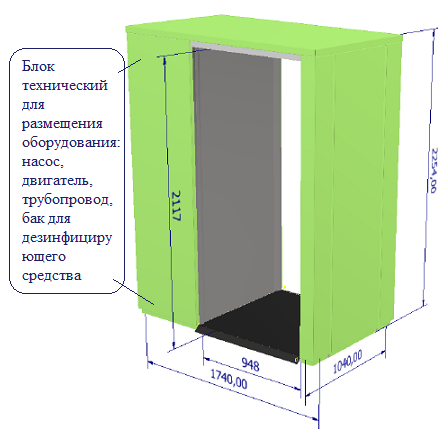 Блок
технический
для
размещения
оборудования:
насос,
двигатель,
трубопровод,
бак для
дезинфициру
ющего
средства
2117
2254,00
948
1740,00
1040,00